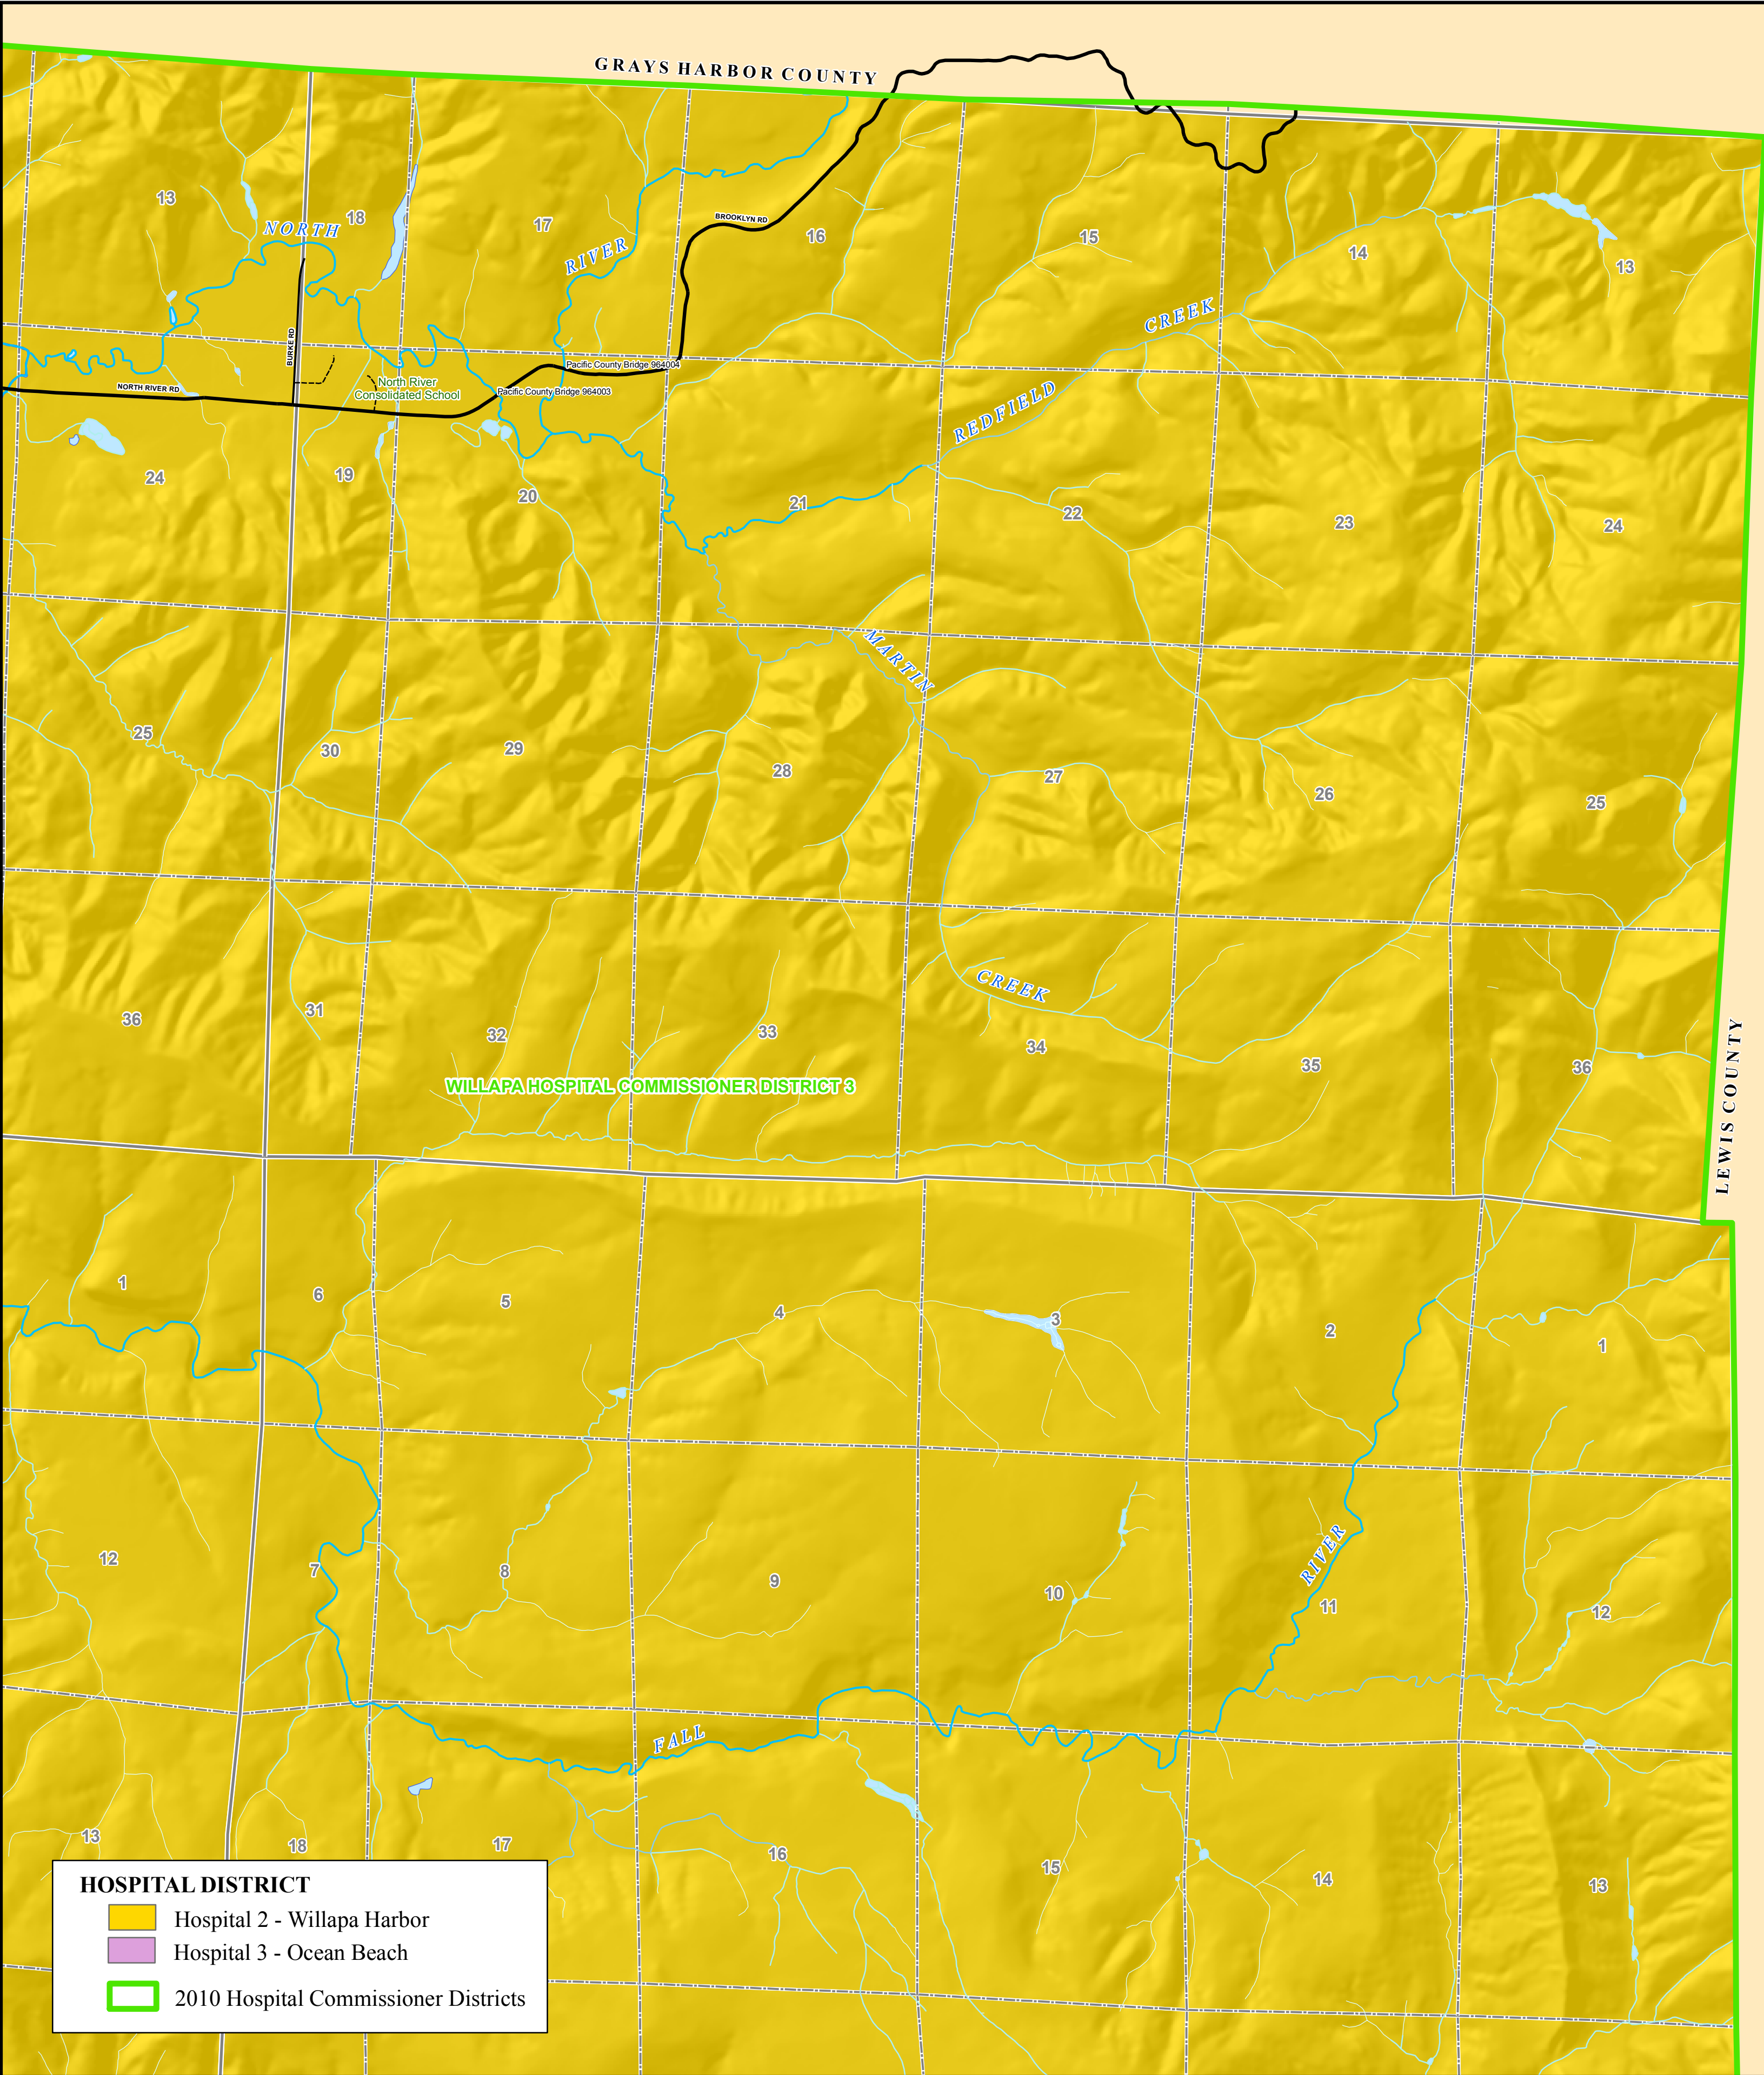 GRAYS HARBOR COUNTY
13
18
17
16
15
14
13
NORTH
RIVER
BROOKLYN RD
CREEK
BURKE RD
Pacific County Bridge 964004
North River
Consolidated School
Pacific County Bridge 964003
NORTH RIVER RD
REDFIELD
24
19
20
21
22
23
24
MARTIN
25
30
29
28
27
26
25
CREEK
36
31
32
33
34
35
36
LEWIS COUNTY
WILLAPA HOSPITAL COMMISSIONER DISTRICT 3
1
6
5
4
3
2
1
RIVER
12
7
8
9
10
11
12
FALL
13
18
17
16
15
14
13
HOSPITAL DISTRICT
Hospital 2 - Willapa Harbor
Hospital 3 - Ocean Beach
2010 Hospital Commissioner Districts